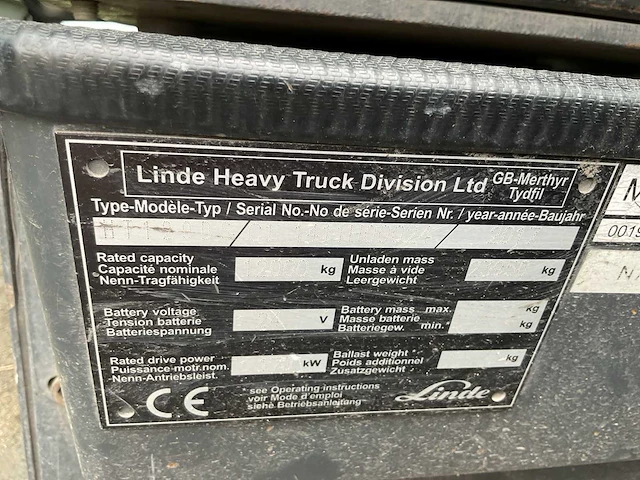 Linde Heavy Truck Division Ltd GB-Merthyr
Tydfil
Type-Modèle-Typ / Serial No.-No de série-Serien Nr. / year-année-Baujahr
Rated capacity
Capacité nominale
Nenn-Tragfähigkeit
kg
Unladen mass
Masse à vide
Leergewicht
kg
Battery voltage
Tension batterie
Batteriespannung
V
Battery mass max. kg
Masse batterie
Batteriegew. min. kg
Rated drive power
Puissance-motr.nom.
-Nenn-Antriebsleist.
kW
Ballast weight
Poids additionnel
Zusatzgewicht
kg
CE
see Operating instructions
voir Mode d'emploi
siehe Betriebsanleitung
Linde
M
0019
N